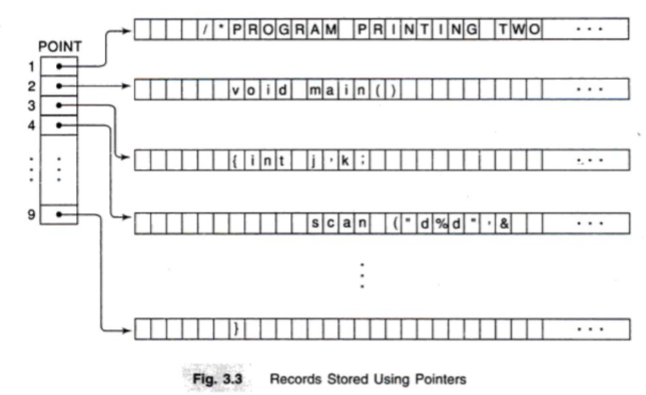 POINT
1 /*PROGRAM PRINTING TWO ...
2 void main()  ...
3 {int j,k; ...
4 scan ("d%d",& ...
9 } ...
Fig. 3.3 Records Stored Using Pointers